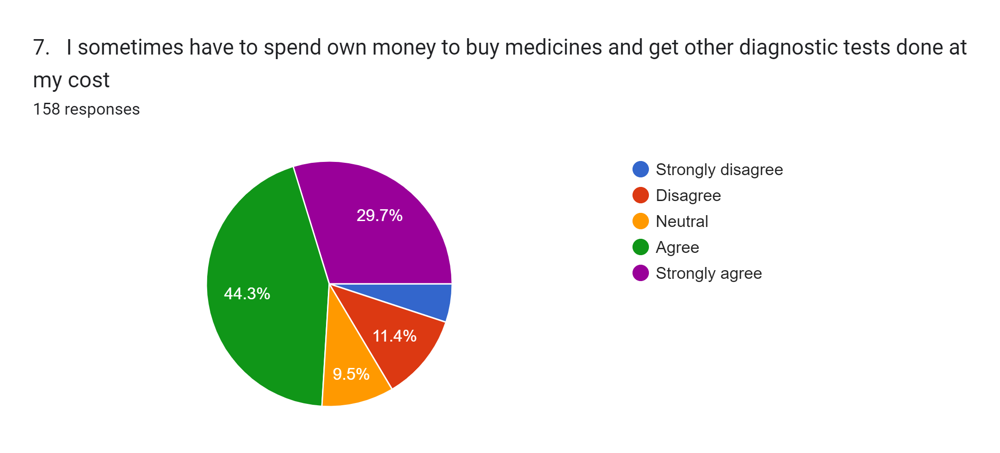 7.   I sometimes have to spend own money to buy medicines and get other diagnostic tests done at
my cost
158 responses
29.7%
44.3%
11.4%
9.5%
Strongly disagree
Disagree
Neutral
Agree
Strongly agree